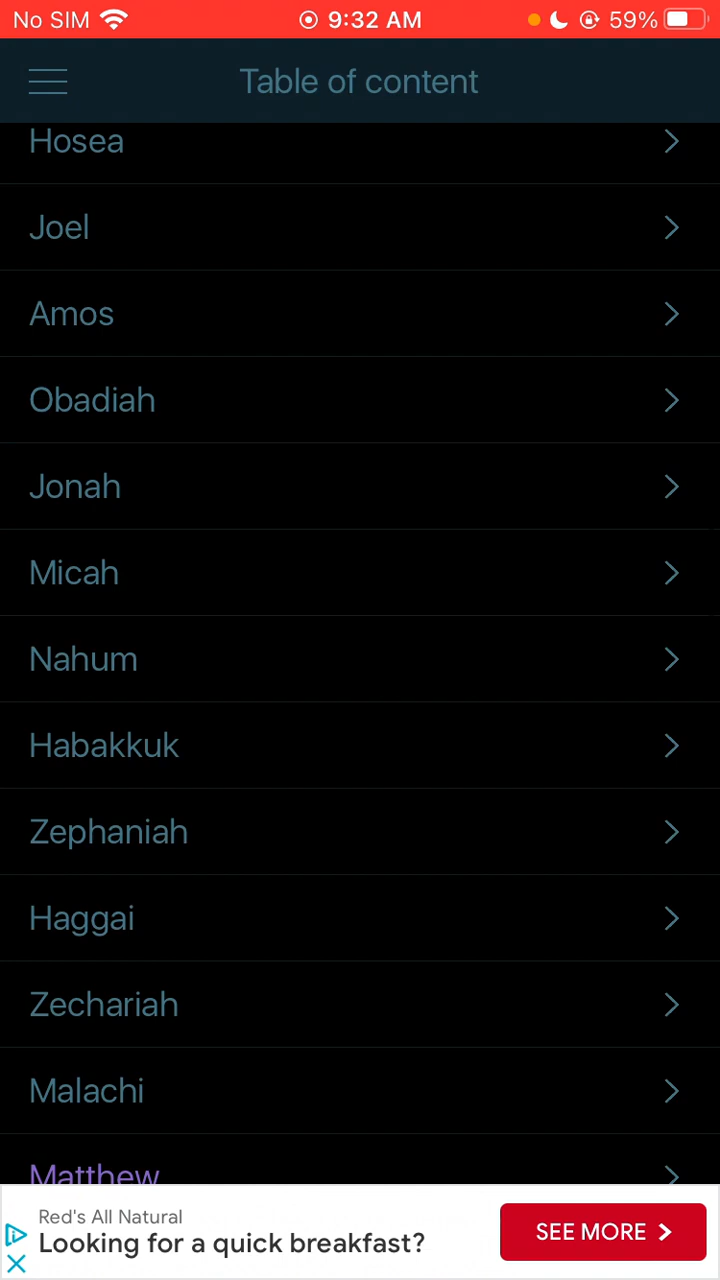 No SIM 9:32 AM 59%
Table of content
Hosea
Joel
Amos
Obadiah
Jonah
Micah
Nahum
Habakkuk
Zephaniah
Haggai
Zechariah
Malachi
Matthew
Red's All Natural
Looking for a quick breakfast?
SEE MORE